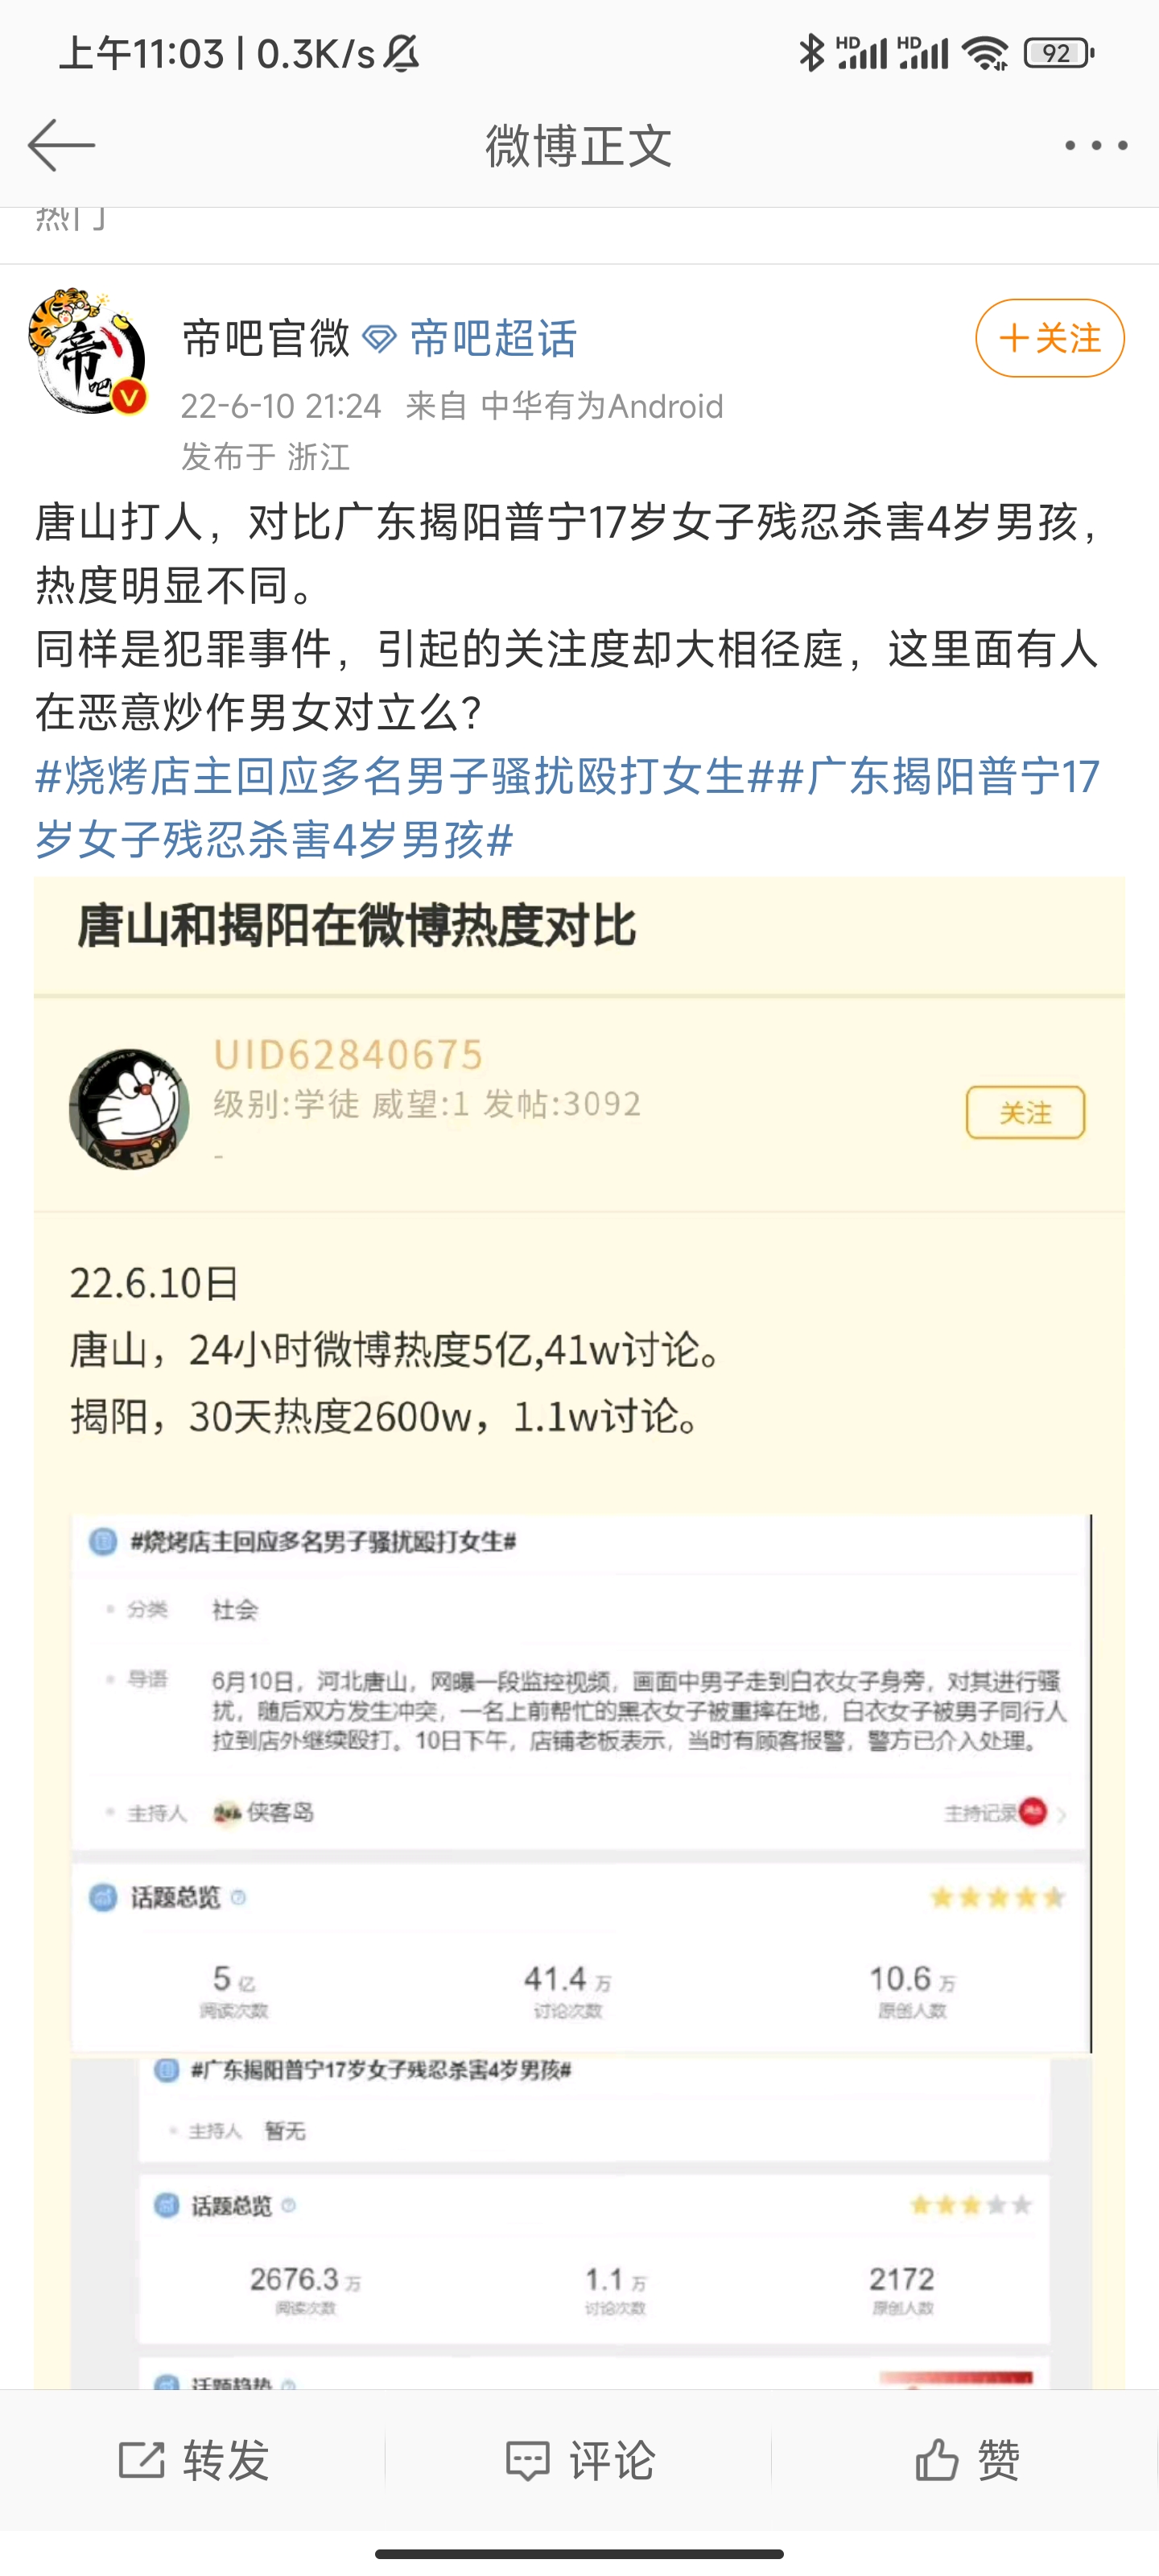 上午11:03 | 0.3K/s
HD HD 92
微博正文
热门
帝吧官微 帝吧超话
+关注
22-6-10 21:24 来自 中华有为Android
发布于 浙江
唐山打人，对比广东揭阳普宁17岁女子残忍杀害4岁男孩，
热度明显不同。
同样是犯罪事件，引起的关注度却大相径庭，这里面有人
在恶意炒作男女对立么？
#烧烤店主回应多名男子骚扰殴打女生##广东揭阳普宁17
岁女子残忍杀害4岁男孩#
唐山和揭阳在微博热度对比
UID62840675
级别:学徒 威望:1 发帖:3092
关注
-
22.6.10日
唐山，24小时微博热度5亿,41w讨论。
揭阳，30天热度2600w，1.1w讨论。
#烧烤店主回应多名男子骚扰殴打女生#
分类 社会
导语 6月10日，河北唐山，网曝一段监控视频，画面中男子走到白衣女子身旁，对其进行骚
扰，随后双方发生冲突，一名上前帮忙的黑衣女子被重摔在地，白衣女子被男子同行人
拉到店外继续殴打。10日下午，店铺老板表示，当时有顾客报警，警方已介入处理。
主持人 侠客岛 主持记录
话题总览
5亿 41.4万 10.6万
阅读次数 讨论次数 原创人数
#广东揭阳普宁17岁女子残忍杀害4岁男孩#
主持人 暂无
话题总览
2676.3万 1.1万 2172
阅读次数 讨论次数 原创人数
话题趋势
转发 评论 赞